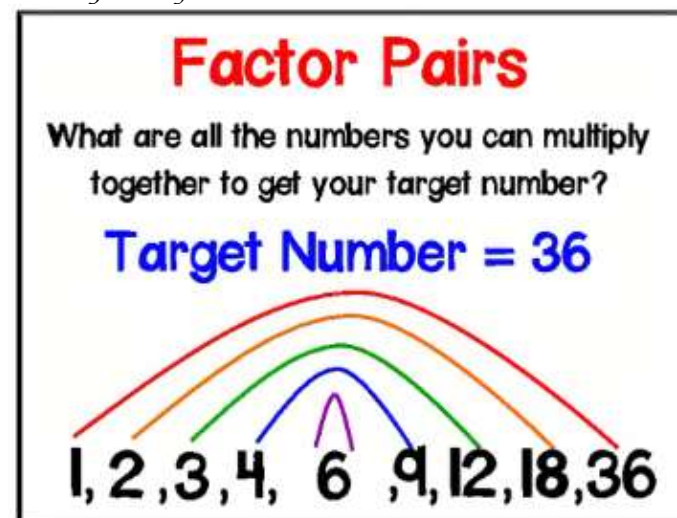 Factor Pairs
What are all the numbers you can multiply
together to get your target number?
Target Number = 36
1, 2 ,3 ,4, 6 ,9, 12, 18,36